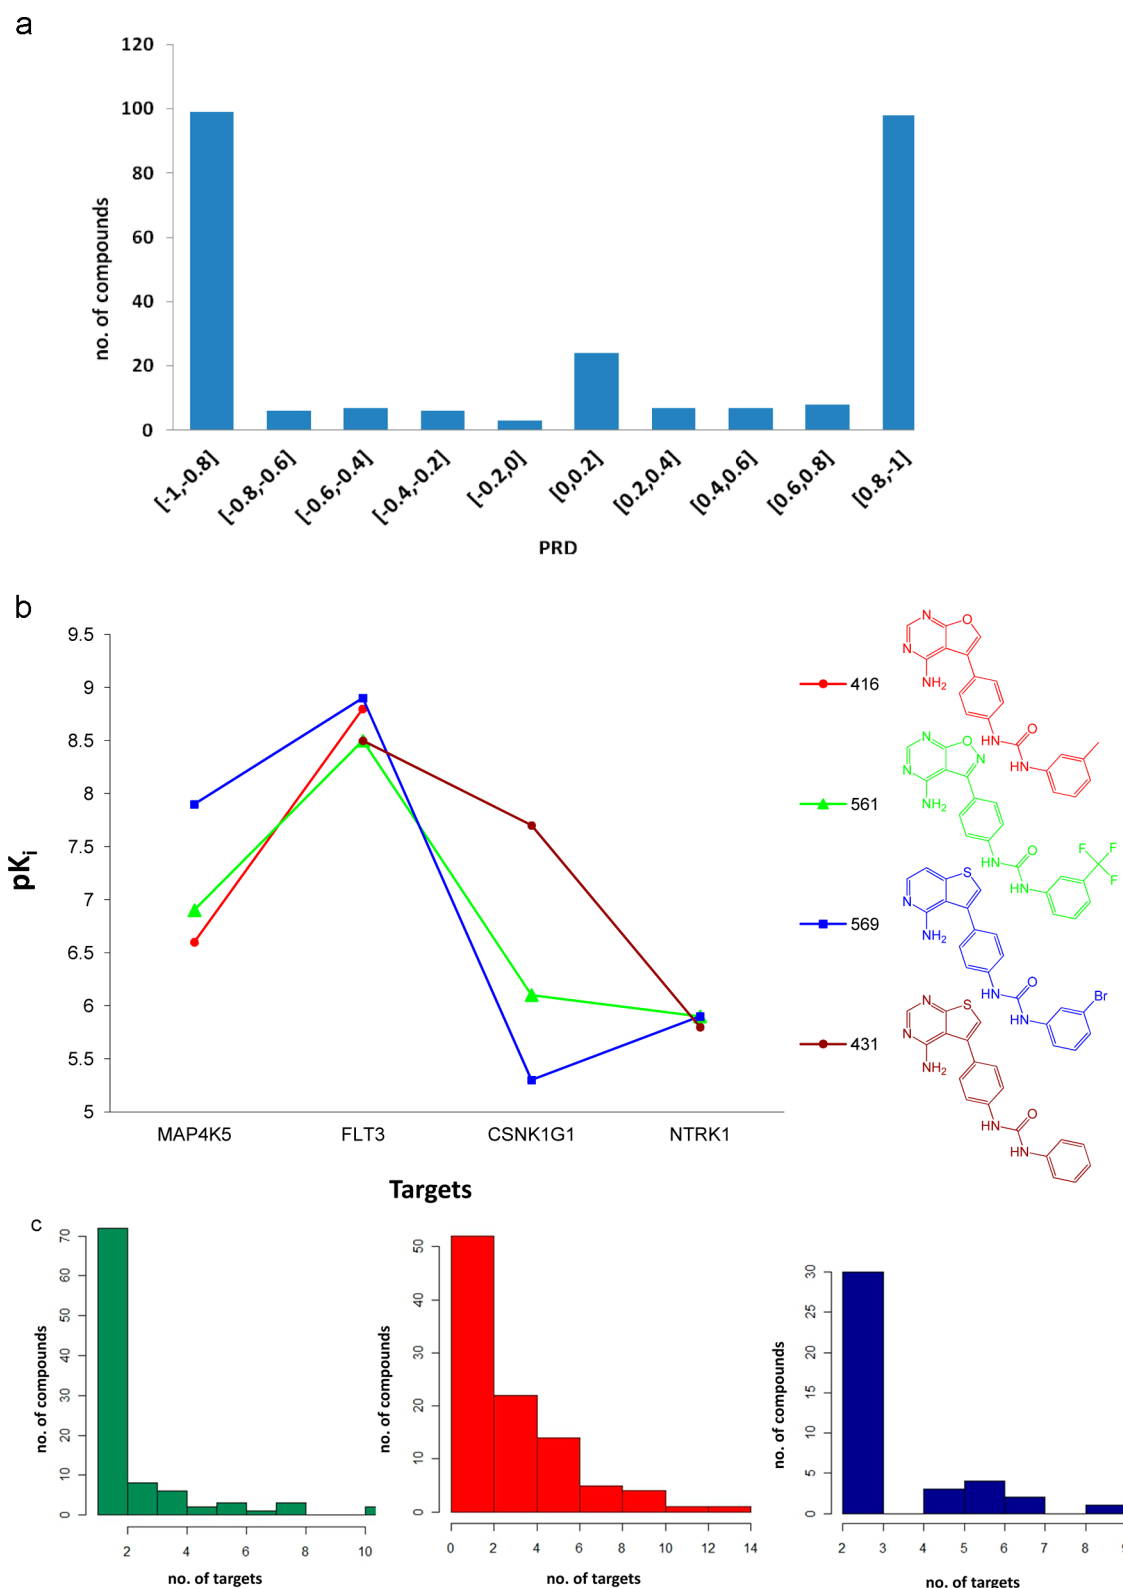 a
120
100
80
60
40
20
0
no. of compounds
[-1,-0.8]
[-0.8,-0.6]
[-0.6,-0.4]
[-0.4,-0.2]
[-0.2,0]
[0,0.2]
[0.2,0.4]
[0.4,0.6]
[0.6,0.8]
[0.8,-1]
PRD
b
9.5
9
8.5
8
7.5
7
6.5
6
5.5
5
pKi
MAP4K5
FLT3
CSNK1G1
NTRK1
Targets
416
N
O
N
NH2
HN
O
HN
561
N
O
N
N
NH2
HN
O
HN
F
F
F
569
S
N
NH2
HN
O
HN
Br
431
N
S
N
NH2
HN
O
HN
c
70
60
50
40
30
20
10
0
no. of compounds
2
4
6
8
10
no. of targets
50
40
30
20
10
0
no. of compounds
0
2
4
6
8
10
12
14
no. of targets
30
25
20
15
10
5
0
no. of compounds
2
3
4
5
6
7
8
9
no. of targets